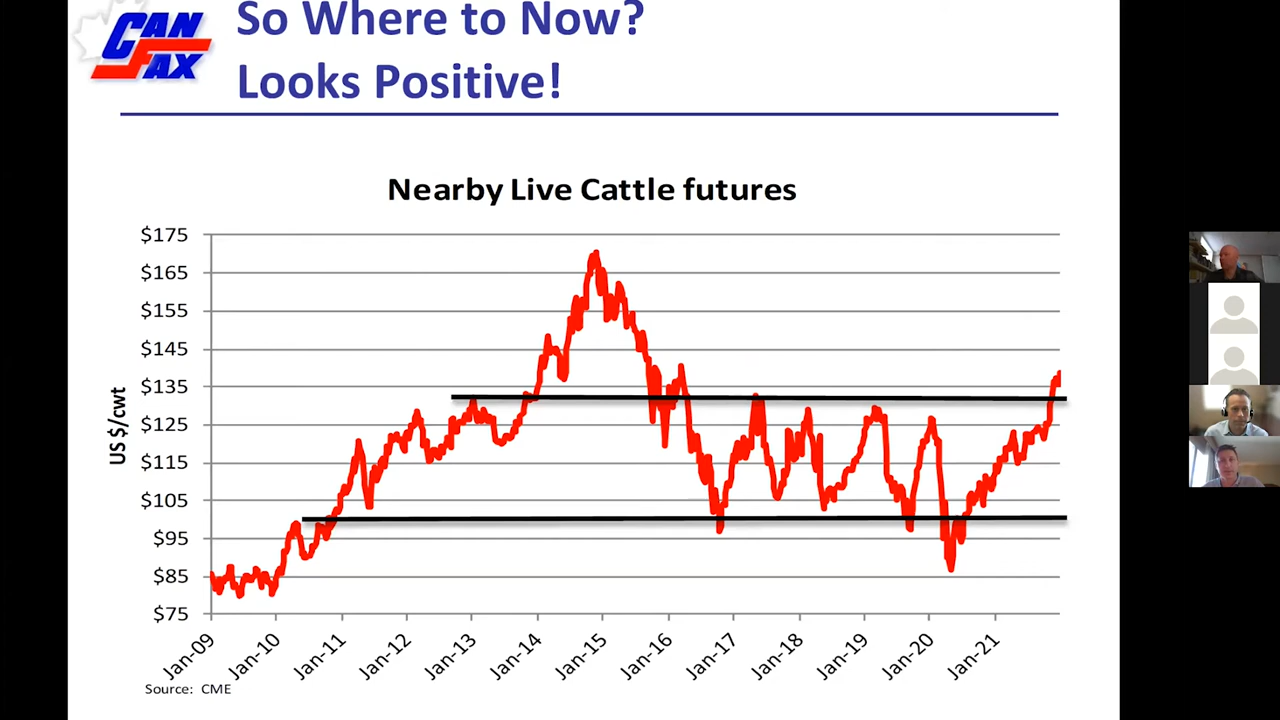 CANFAX
So Where to Now?
Looks Positive!
Nearby Live Cattle futures
US $/cwt
$175
$165
$155
$145
$135
$125
$115
$105
$95
$85
$75
Jan-09
Jan-10
Jan-11
Jan-12
Jan-13
Jan-14
Jan-15
Jan-16
Jan-17
Jan-18
Jan-19
Jan-20
Jan-21
Source: CME